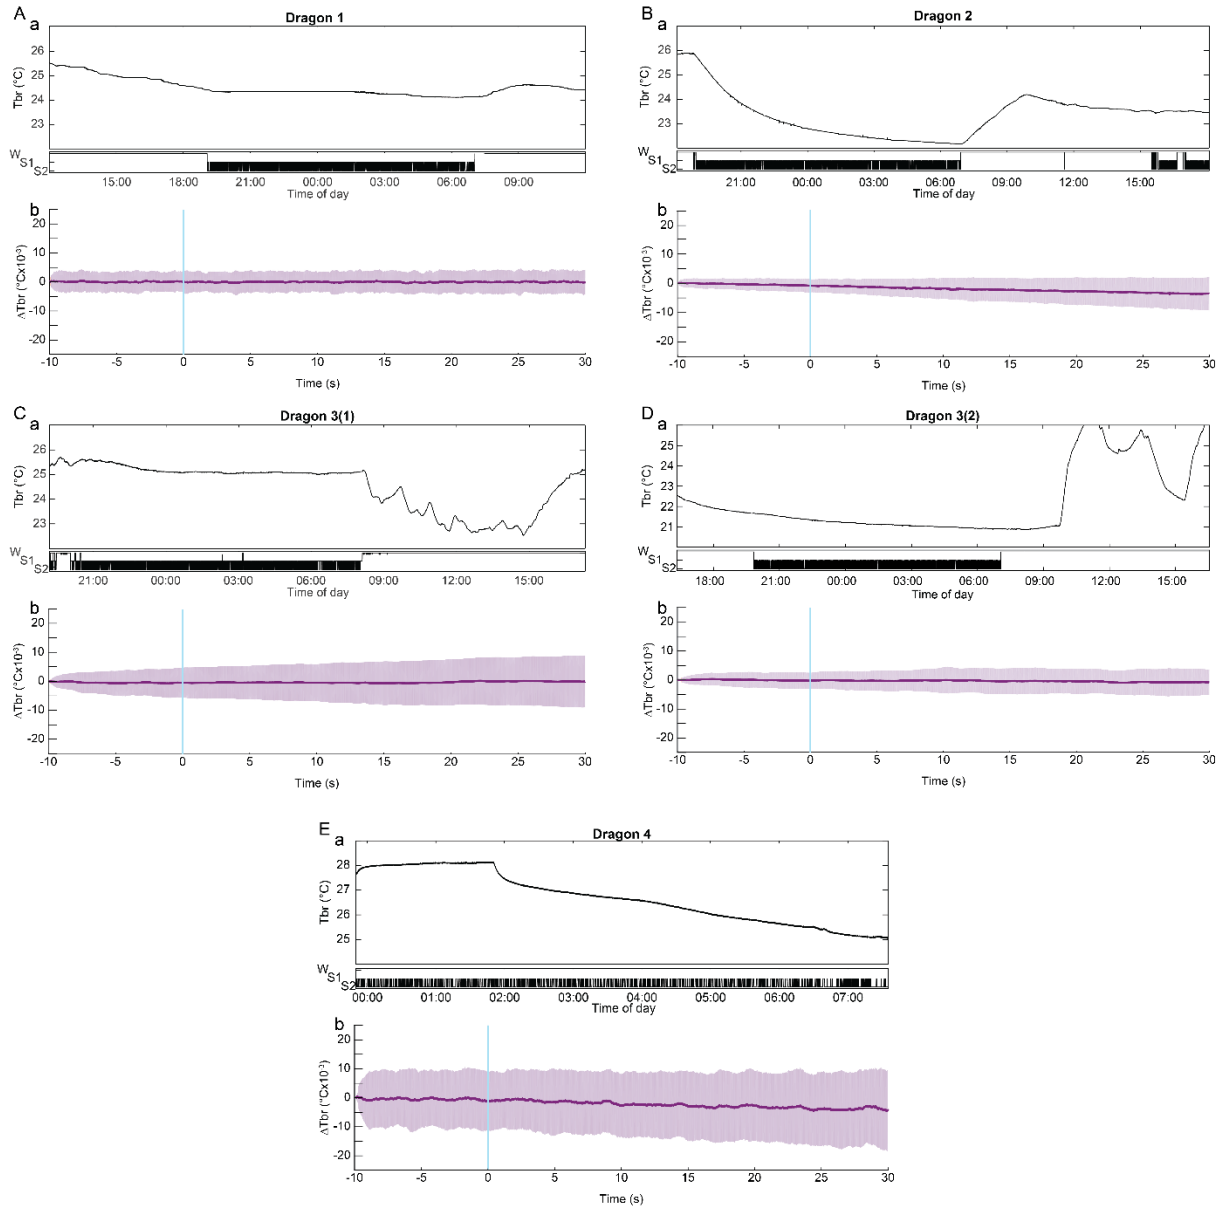 A
a
Dragon 1
26
25
24
23
Tbr (°C)
W
S1
S2
15:00 18:00 21:00 00:00 03:00 06:00 09:00
Time of day
b
20
10
0
-10
-20
ΔTbr (°Cx10⁻³)
-10 -5 0 5 10 15 20 25 30
Time (s)
B
a
Dragon 2
26
25
24
23
Tbr (°C)
W
S1
S2
21:00 00:00 03:00 06:00 09:00 12:00 15:00
Time of day
b
20
10
0
-10
-20
ΔTbr (°Cx10⁻³)
-10 -5 0 5 10 15 20 25 30
Time (s)
C
a
Dragon 3(1)
26
25
24
23
Tbr (°C)
W
S1
S2
21:00 00:00 03:00 06:00 09:00 12:00 15:00
Time of day
b
20
10
0
-10
-20
ΔTbr (°Cx10⁻³)
-10 -5 0 5 10 15 20 25 30
Time (s)
D
a
Dragon 3(2)
25
24
23
22
21
Tbr (°C)
W
S1
S2
18:00 21:00 00:00 03:00 06:00 09:00 12:00 15:00
Time of day
b
20
10
0
-10
-20
ΔTbr (°Cx10⁻³)
-10 -5 0 5 10 15 20 25 30
Time (s)
E
a
Dragon 4
28
27
26
25
Tbr (°C)
W
S1
S2
00:00 01:00 02:00 03:00 04:00 05:00 06:00 07:00
Time of day
b
20
10
0
-10
-20
ΔTbr (°Cx10⁻³)
-10 -5 0 5 10 15 20 25 30
Time (s)